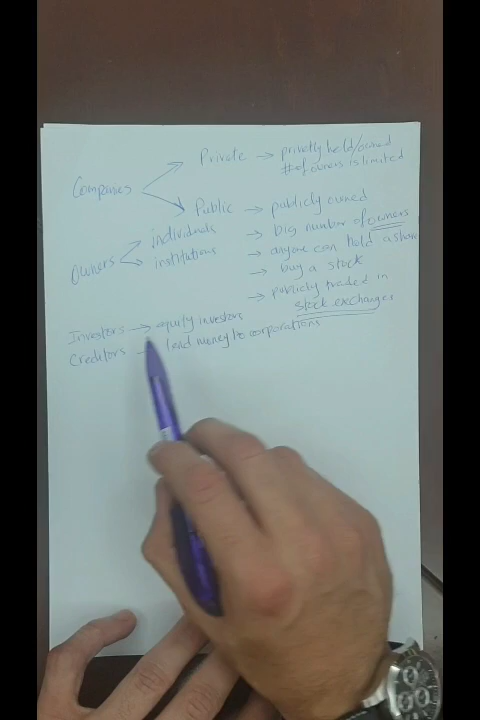 Companies
Private → privtly held/owned
# of owners is limited
Public → publicly owned
→ big number of owners
→ anyone can hold a share
→ buy a stock
→ publicly traded in
stock exchanges
Owners
individuals
institutions
Investors → equity investors
Creditors → lend money to corporations